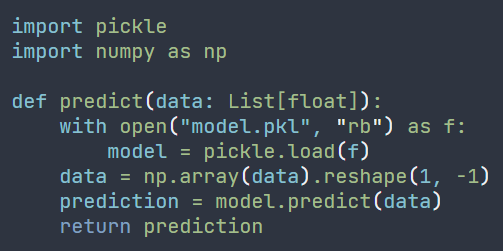 import pickle
import numpy as np

def predict(data: List[float]):
    with open("model.pkl", "rb") as f:
        model = pickle.load(f)
    data = np.array(data).reshape(1, -1)
    prediction = model.predict(data)
    return prediction